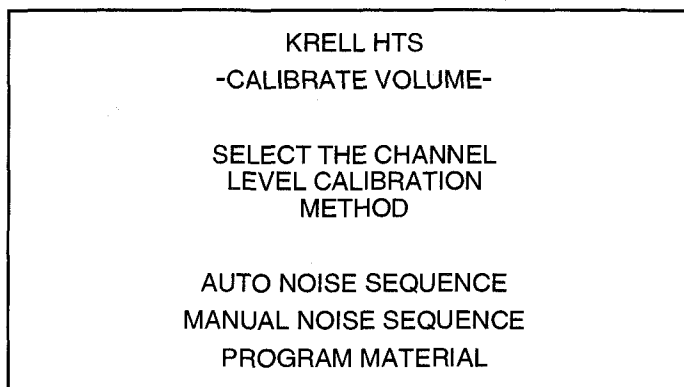 KRELL HTS
-CALIBRATE VOLUME-
SELECT THE CHANNEL
LEVEL CALIBRATION
METHOD
AUTO NOISE SEQUENCE
MANUAL NOISE SEQUENCE
PROGRAM MATERIAL